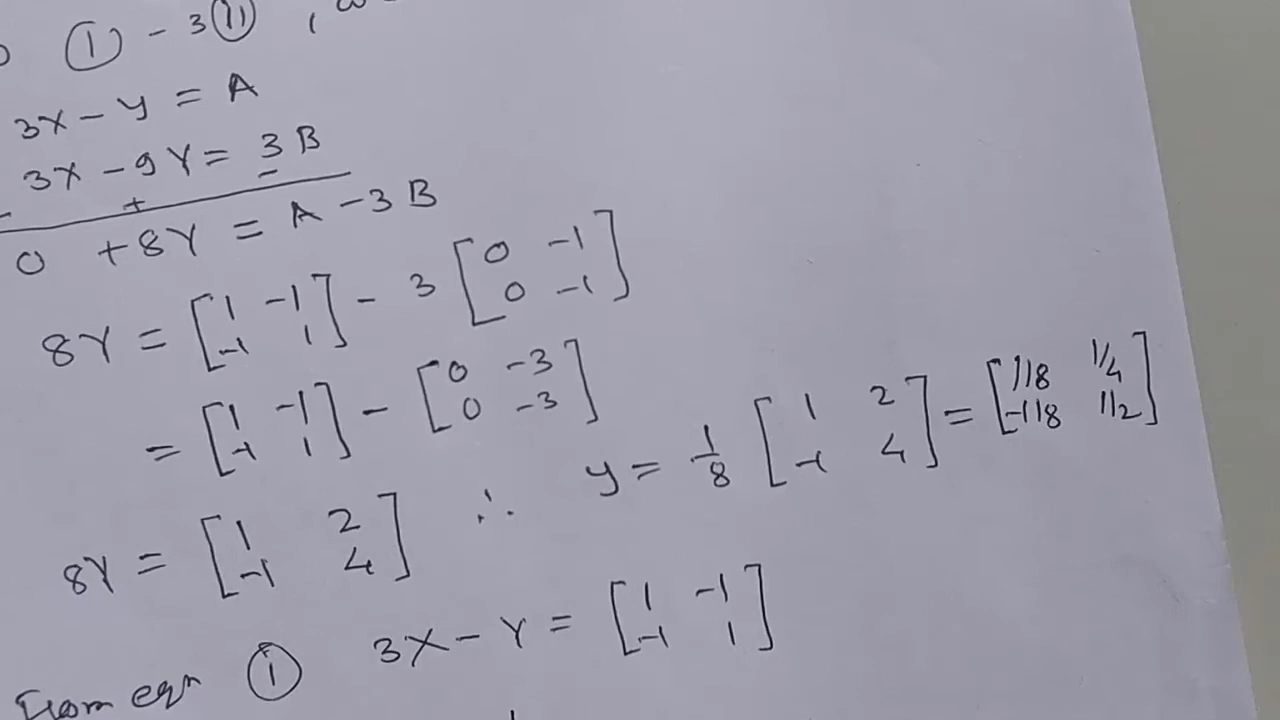 ① - 3⑪ ,
3X - y = A
3X - 9Y = 3B
- + -
0 + 8Y = A - 3B
8Y = [1 -1; -1 1] - 3 [0 -1; 0 -1]
= [1 -1; -1 1] - [0 -3; 0 -3]
8Y = [1 2; -1 4] ∴ y = 1/8 [1 2; -1 4] = [1/8 1/4; -1/8 1/2]
From eqn ① 3X - Y = [1 -1; -1 1]